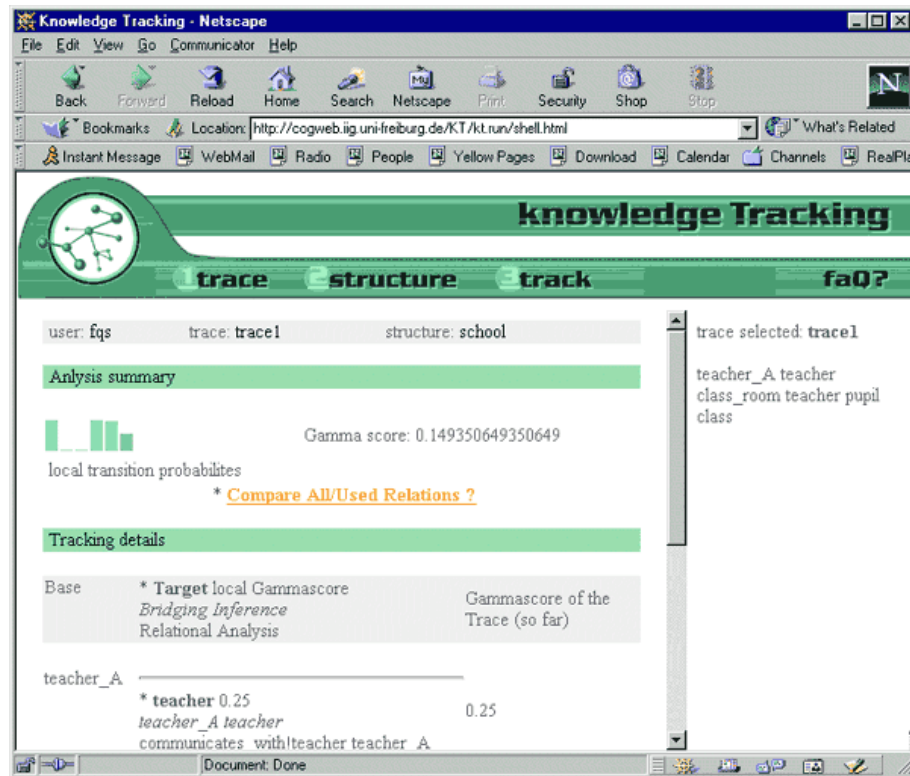 Knowledge Tracking - Netscape
File Edit View Go Communicator Help
My
N
Back Forward Reload Home Search Netscape Print Security Shop Stop
Bookmarks Location: http://cogweb.iig.uni-freiburg.de/KT/kt.run/shell.html What's Related
Instant Message WebMail Radio People Yellow Pages Download Calendar Channels RealPla
knowledge Tracking
1 trace 2 structure 3 track faQ?
user: fqs trace: trace1 structure: school
trace selected: trace1
Anlysis summary
teacher_A teacher
class_room teacher pupil
class
Gamma score: 0.149350649350649
local transition probabilites
* Compare All/Used Relations ?
Tracking details
Base * Target local Gammascore
Bridging Inference
Relational Analysis
Gammascore of the
Trace (so far)
teacher_A
* teacher 0.25
0.25
teacher_A teacher
communicates_with!teacher teacher_A
Document: Done